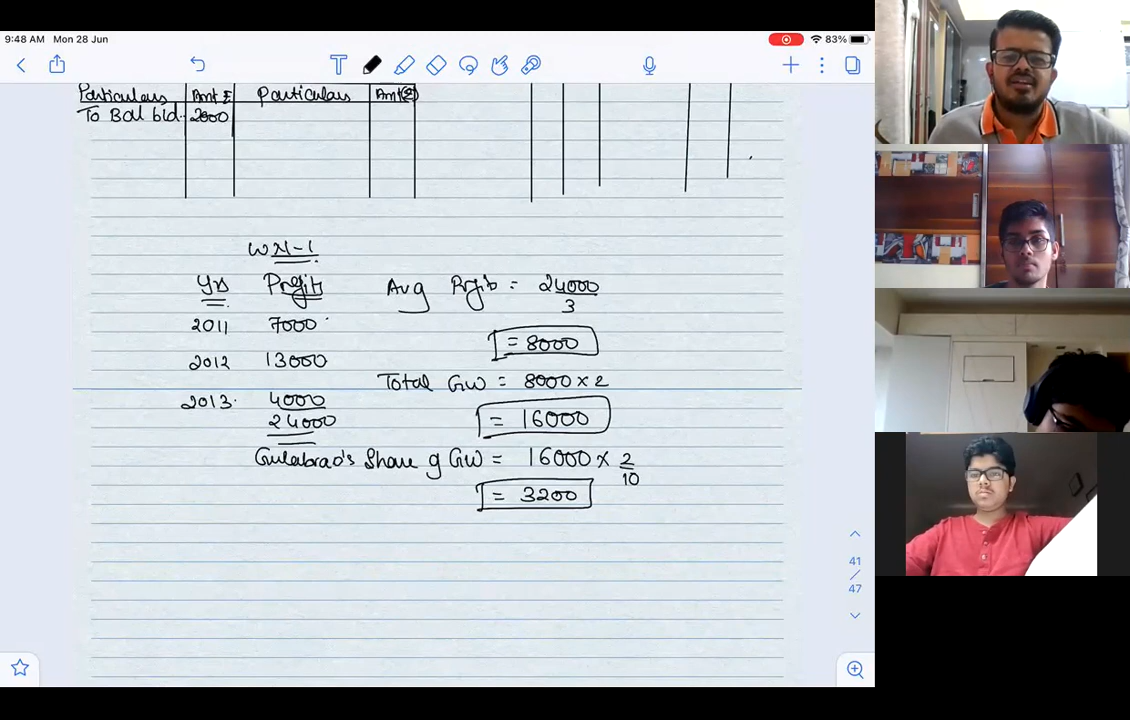 9:48 AM Mon 28 Jun
83%
Particulars Amt ₹ Particulars Amt(₹)
To Ball bld.. 2000
WN-1
Yrs Profits
2011 7000
2012 13000
2013. 4000
24000
Avg Profit = 24000
3
= 8000
Total GW = 8000 × 2
= 16000
Gulabrao's Share of GW = 16000 × 2
10
= 3200
41
/
47